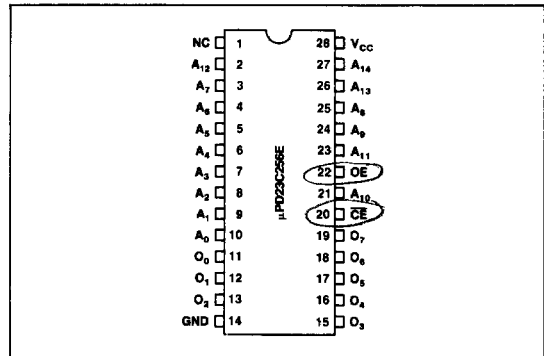 NC 1 28 V_CC
A₁₂ 2 27 A₁₄
A₇ 3 26 A₁₃
A₆ 4 25 A₈
A₅ 5 24 A₉
A₄ 6 23 A₁₁
A₃ 7 22 OE
A₂ 8 21 A₁₀
A₁ 9 20 C̅E̅
A₀ 10 19 O₇
O₀ 11 18 O₆
O₁ 12 17 O₅
O₂ 13 16 O₄
GND 14 15 O₃
μPD23C256E